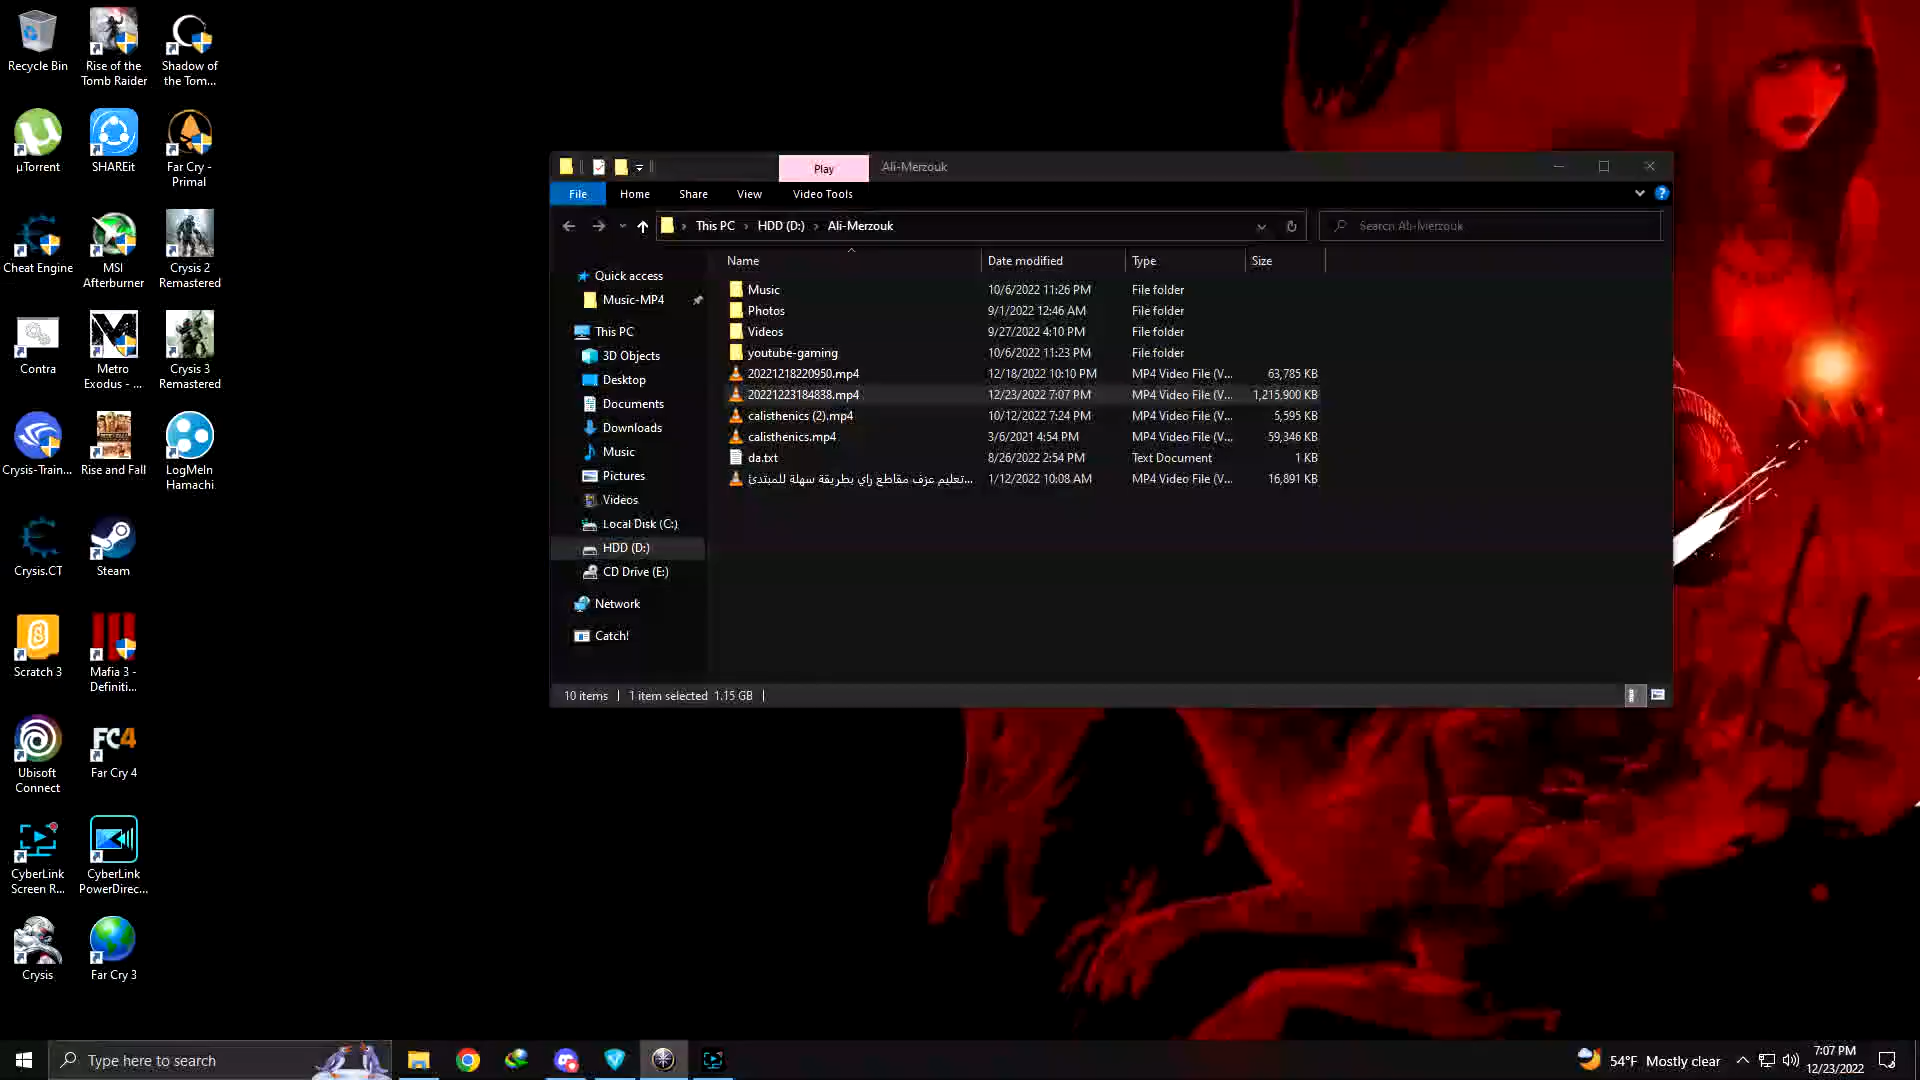 Recycle Bin
Rise of the
Tomb Raider
Shadow of
the Tom...
µTorrent
SHAREit
Far Cry -
Primal
Cheat Engine
MSI
Afterburner
Crysis 2
Remastered
Contra
Metro
Exodus - ...
Crysis 3
Remastered
Crysis-Train...
Rise and Fall
LogMeIn
Hamachi
Crysis.CT
Steam
Scratch 3
Mafia 3 -
Definiti...
Ubisoft
Connect
FC4
Far Cry 4
CyberLink
Screen R...
CyberLink
PowerDirec...
Crysis
Far Cry 3
Play
Ali-Merzouk
File
Home
Share
View
Video Tools
This PC
HDD (D:)
Ali-Merzouk
Search Ali-Merzouk
Quick access
Music-MP4
This PC
3D Objects
Desktop
Documents
Downloads
Music
Pictures
Videos
Local Disk (C:)
HDD (D:)
CD Drive (E:)
Network
Catch!
Name Date modified Type Size
Music 10/6/2022 11:26 PM File folder
Photos 9/1/2022 12:46 AM File folder
Videos 9/27/2022 4:10 PM File folder
youtube-gaming 10/6/2022 11:23 PM File folder
20221218220950.mp4 12/18/2022 10:10 PM MP4 Video File (V... 63,785 KB
20221223184838.mp4 12/23/2022 7:07 PM MP4 Video File (V... 1,215,900 KB
calisthenics (2).mp4 10/12/2022 7:24 PM MP4 Video File (V... 5,595 KB
calisthenics.mp4 3/6/2021 4:54 PM MP4 Video File (V... 59,346 KB
da.txt 8/26/2022 2:54 PM Text Document 1 KB
تعليم عزف مقاطع راي بطريقة سهلة للمبتدئ... 1/12/2022 10:08 AM MP4 Video File (V... 16,891 KB
10 items
1 item selected 1.15 GB
Type here to search
54°F Mostly clear
7:07 PM
12/23/2022